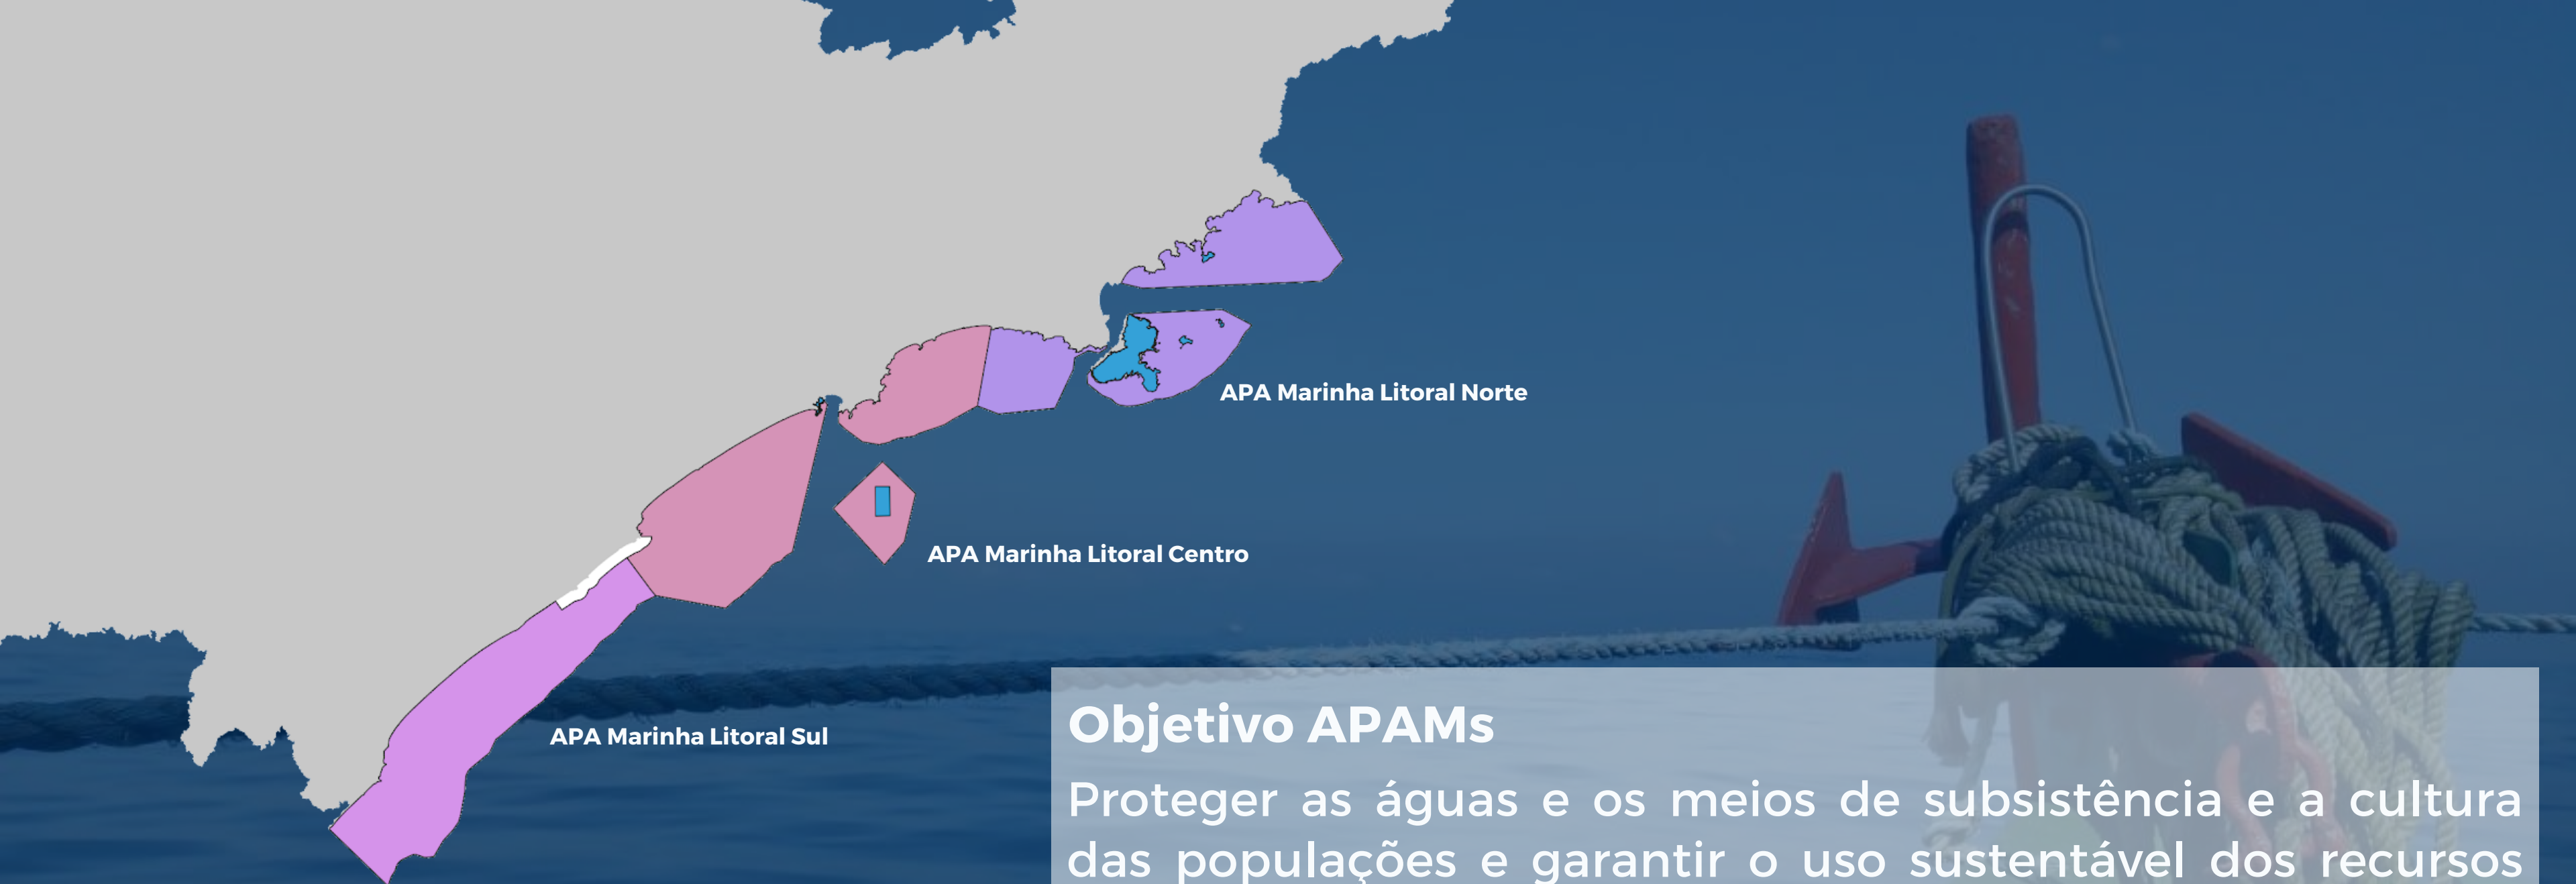 APA Marinha Litoral Norte
APA Marinha Litoral Centro
APA Marinha Litoral Sul
Objetivo APAMs
Proteger as águas e os meios de subsistência e a cultura
das populações e garantir o uso sustentável dos recursos